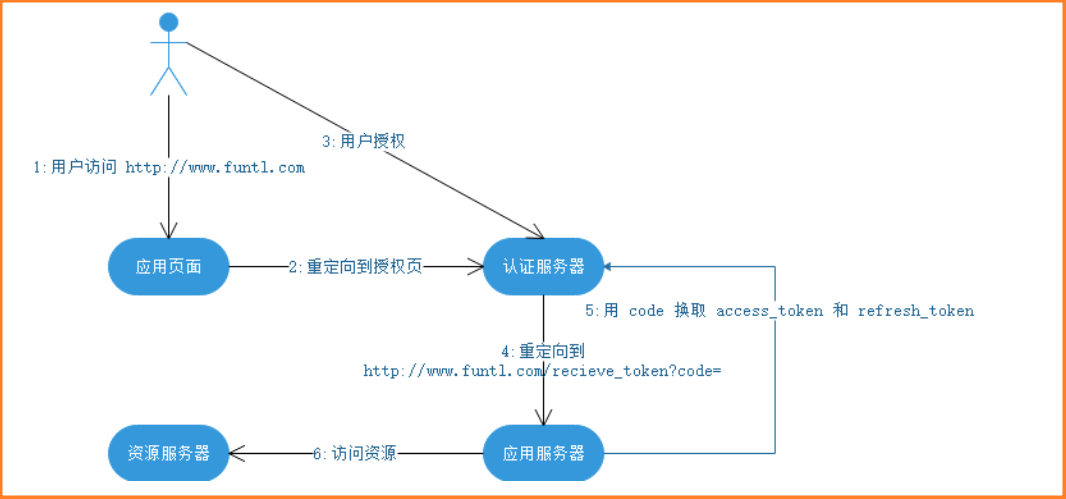 3:用户授权
1:用户访问 http://www.funtl.com
应用页面
2:重定向到授权页
认证服务器
5:用 code 换取 access_token 和 refresh_token
4:重定向到
http://www.funtl.com/recieve_token?code=
资源服务器
6:访问资源
应用服务器